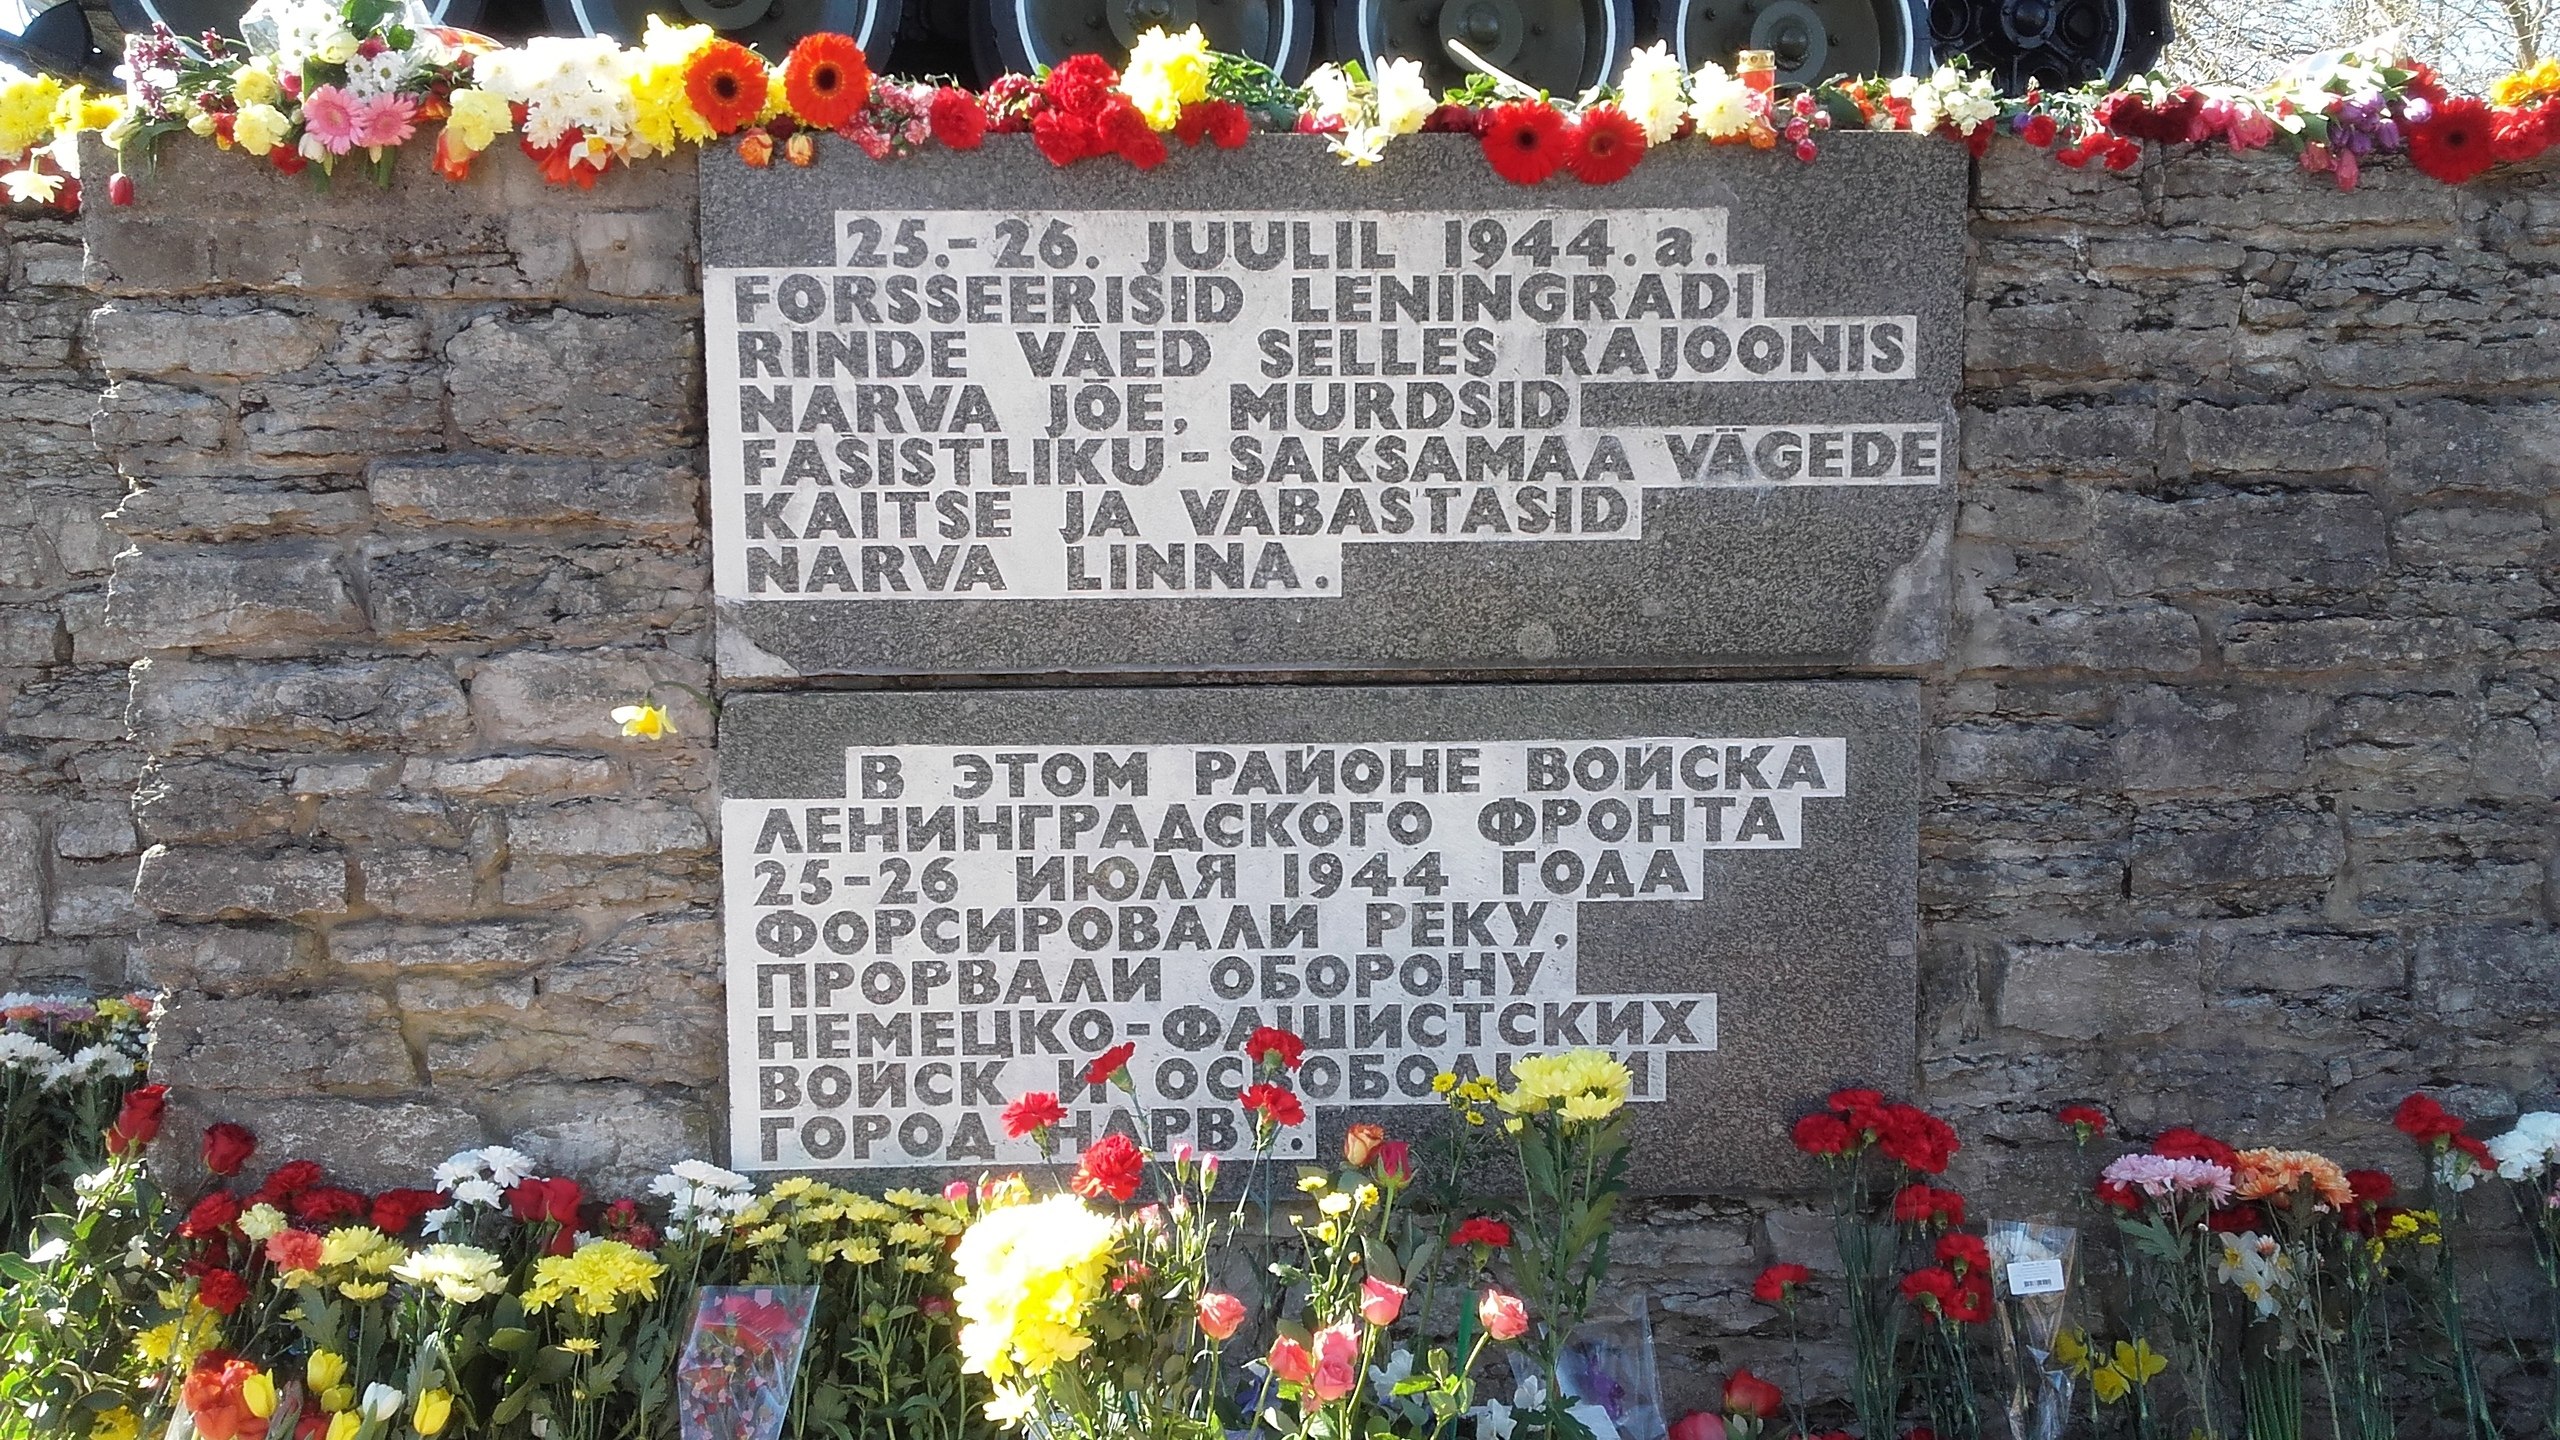 25.-26. JUULIL 1944.a.
FORSSEERISID LENINGRADI
RINDE VÄED SELLES RAJOONIS
NARVA JÕE, MURDSID
FAŠISTLIKU-SAKSAMAA VÄGEDE
KAITSE JA VABASTASID
NARVA LINNA.
В ЭТОМ РАЙОНЕ ВОЙСКА
ЛЕНИНГРАДСКОГО ФРОНТА
25-26 ИЮЛЯ 1944 ГОДА
ФОРСИРОВАЛИ РЕКУ,
ПРОРВАЛИ ОБОРОНУ
НЕМЕЦКО-ФАШИСТСКИХ
ВОЙСК И ОСВОБОДИЛИ
ГОРОД НАРВУ.